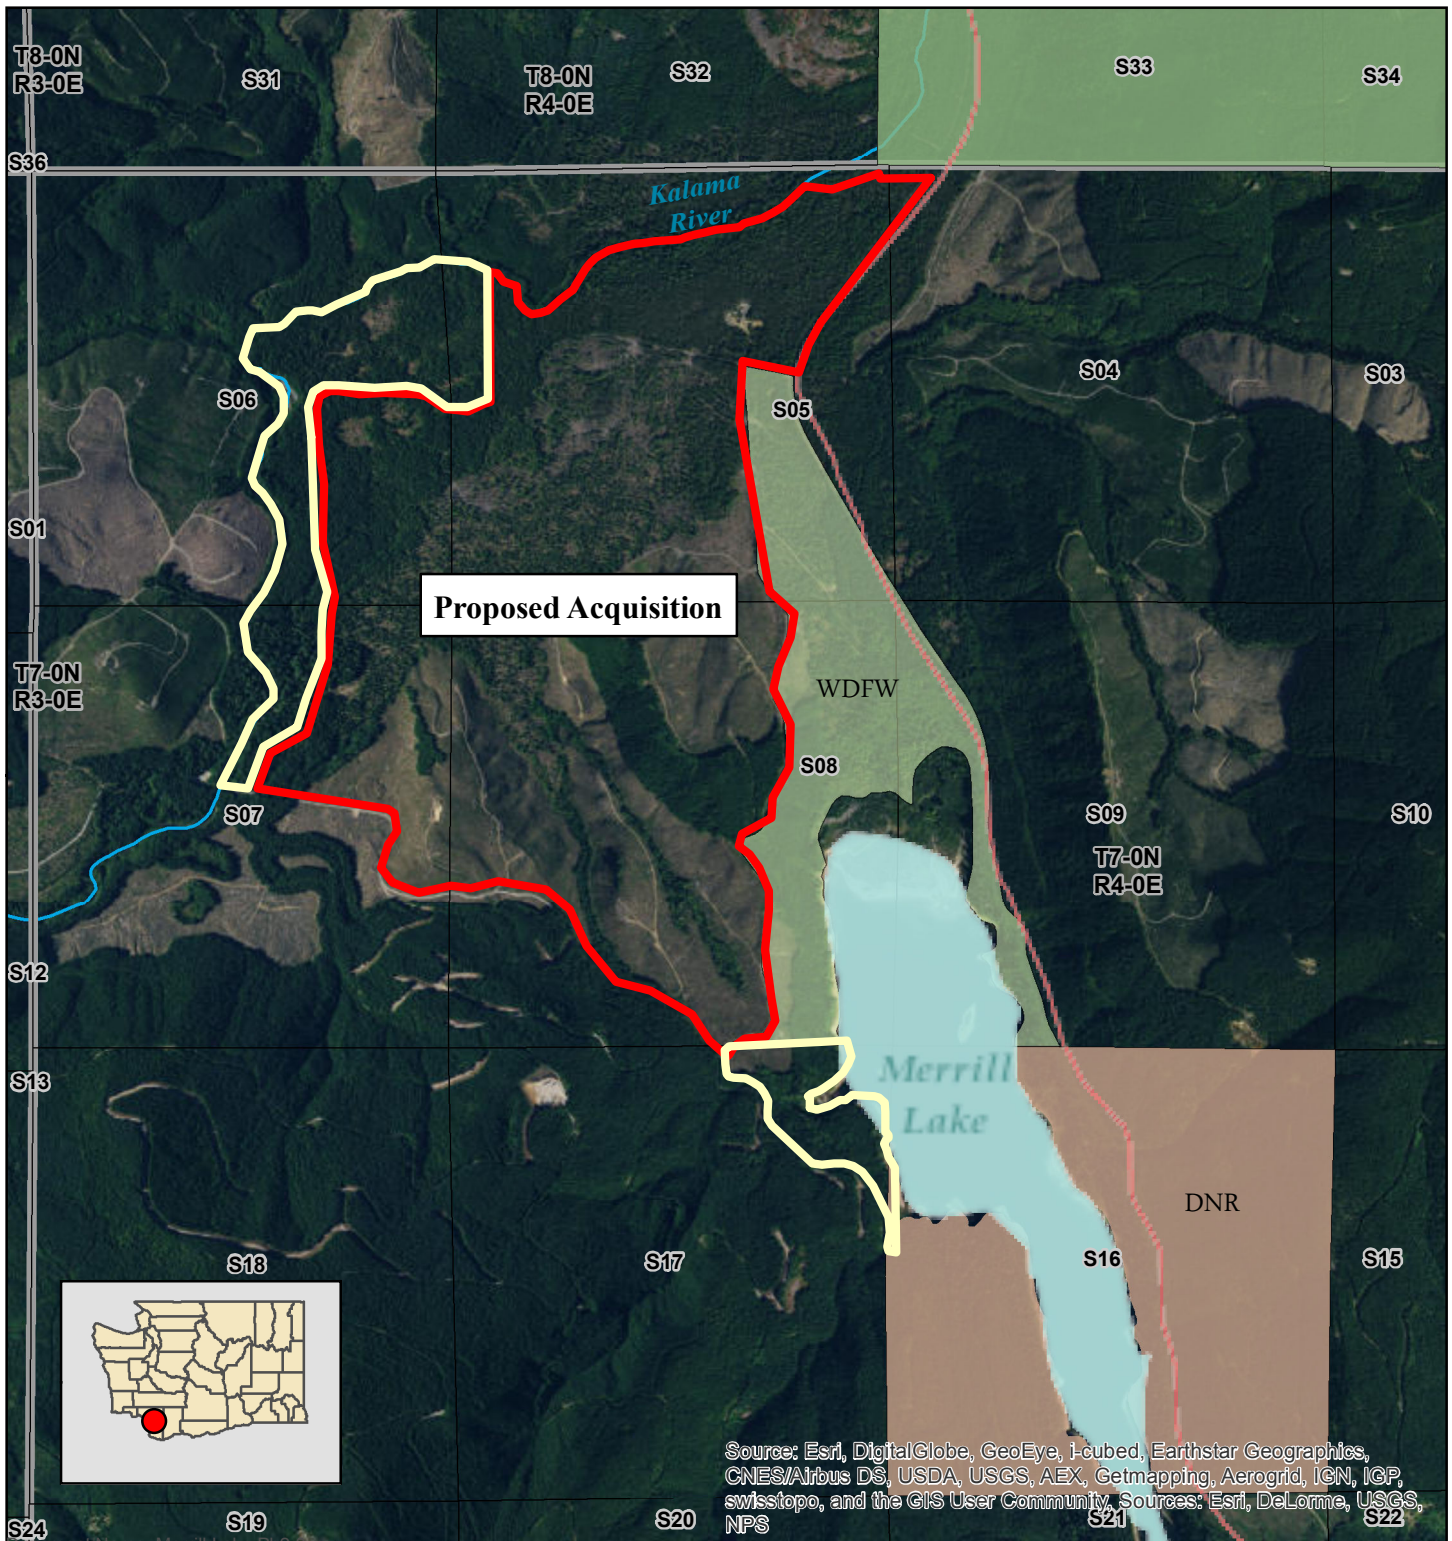 T8-0N
R3-0E
S31
T8-0N
R4-0E
S32
S33
S34
S36
Kalama
River
S06
S05
S04
S03
S01
Proposed Acquisition
T7-0N
R3-0E
WDFW
S08
S07
S09
S10
T7-0N
R4-0E
S12
S13
Merrill
Lake
DNR
S18
S17
S16
S15
Source: Esri, DigitalGlobe, GeoEye, i-cubed, Earthstar Geographics,
CNES/Airbus DS, USDA, USGS, AEX, Getmapping, Aerogrid, IGN, IGP,
swisstopo, and the GIS User Community, Sources: Esri, DeLorme, USGS,
NPS
S24
S19
S20
S21
S22